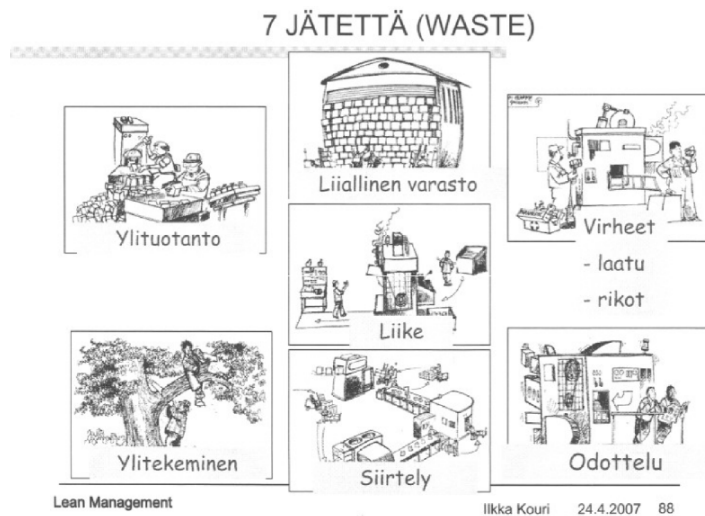 7 JÄTETTÄ (WASTE)
Ylituotanto
Liiallinen varasto
Virheet
- laatu
- rikot
Liike
Ylitekeminen
Siirtely
Odottelu
Lean Management
Ilkka Kouri 24.4.2007 88